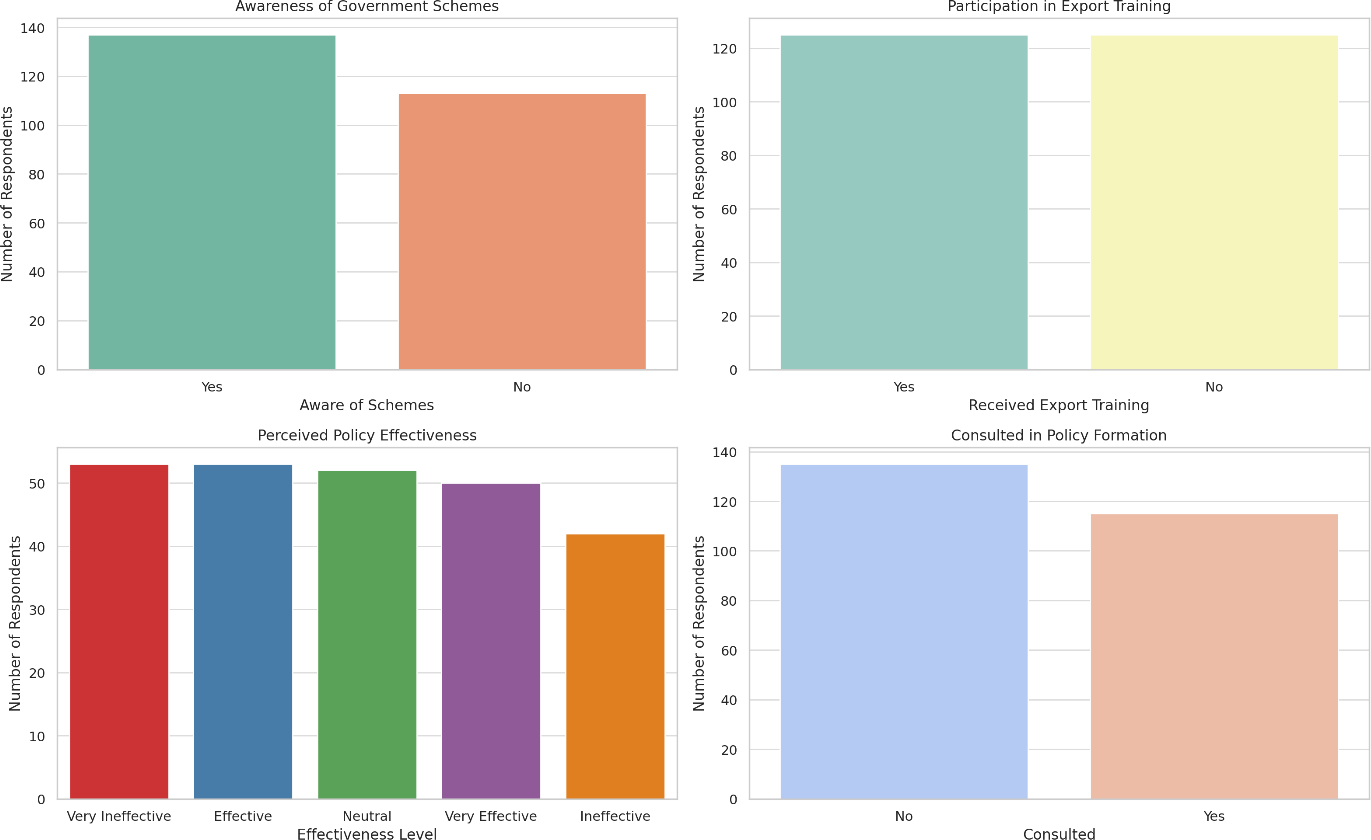 Awareness of Government Schemes
Number of Respondents
140
120
100
80
60
40
20
0
Yes
No
Aware of Schemes
Participation in Export Training
Number of Respondents
120
100
80
60
40
20
0
Yes
No
Received Export Training
Perceived Policy Effectiveness
Number of Respondents
50
40
30
20
10
0
Very Ineffective
Effective
Neutral
Very Effective
Ineffective
Effectiveness Level
Consulted in Policy Formation
Number of Respondents
140
120
100
80
60
40
20
0
No
Yes
Consulted